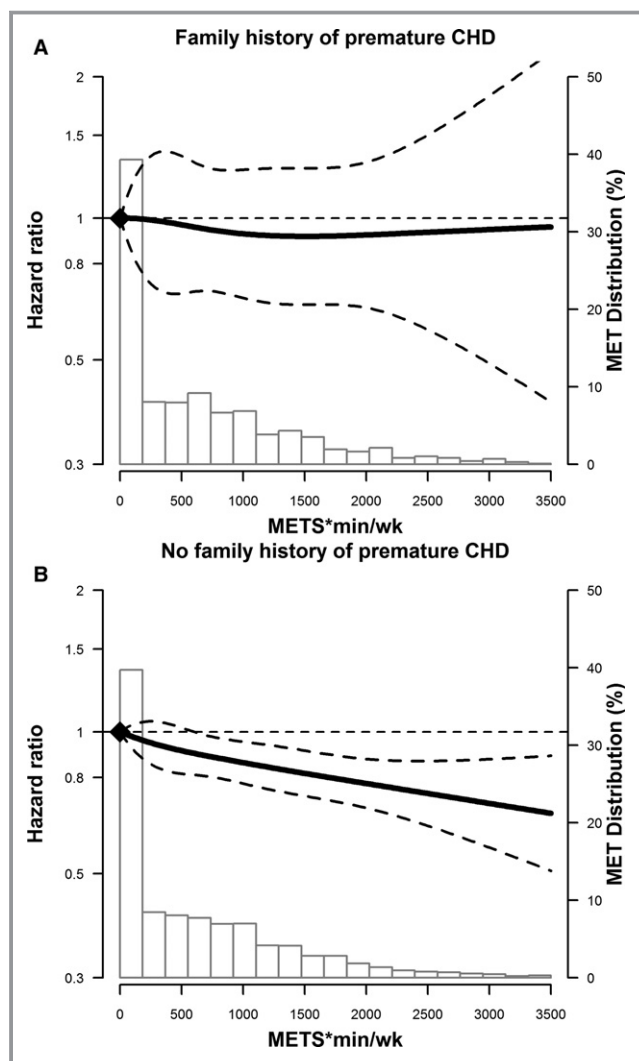 A
Family history of premature CHD
2
1.5
1
0.8
0.5
0.3
Hazard ratio
50
40
30
20
10
0
MET Distribution (%)
0 500 1000 1500 2000 2500 3000 3500
METS*min/wk
B
No family history of premature CHD
2
1.5
1
0.8
0.5
0.3
Hazard ratio
50
40
30
20
10
0
MET Distribution (%)
0 500 1000 1500 2000 2500 3000 3500
METS*min/wk